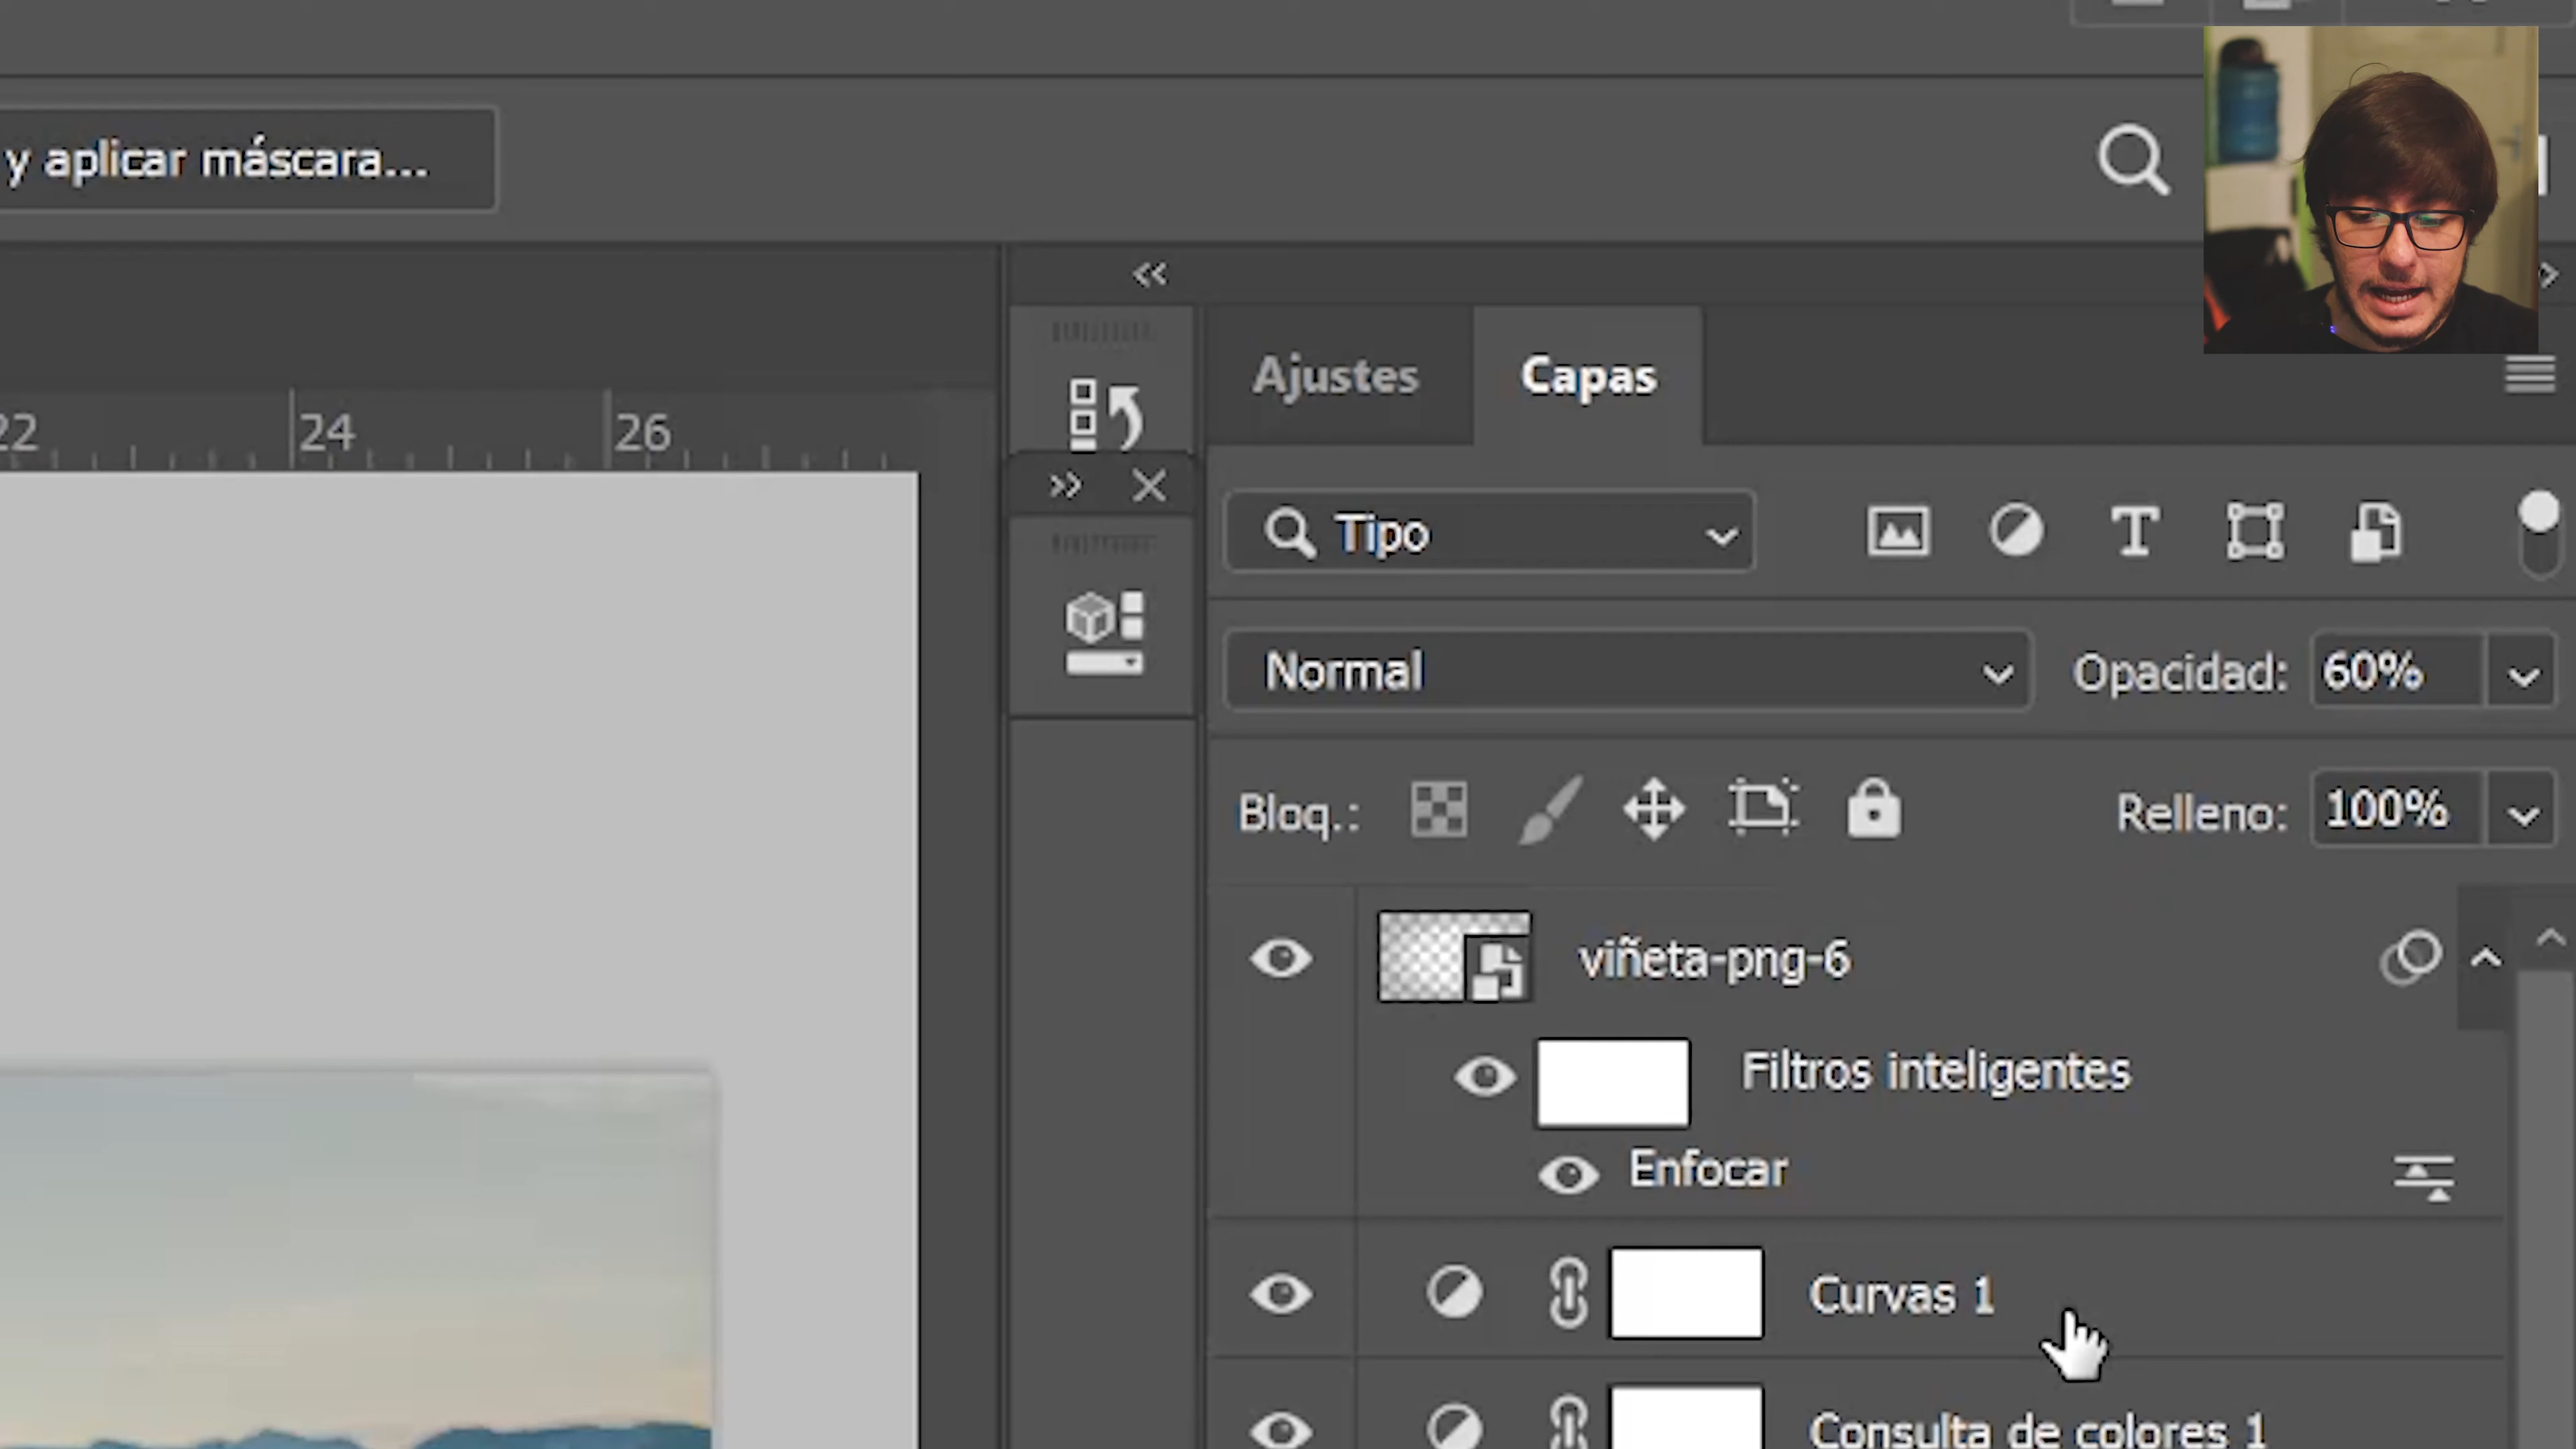 y aplicar máscara...
22 24 26
Ajustes Capas
Tipo
Normal Opacidad: 60%
Bloq.: Relleno: 100%
viñeta-png-6
Filtros inteligentes
Enfocar
Curvas 1
Consulta de colores 1